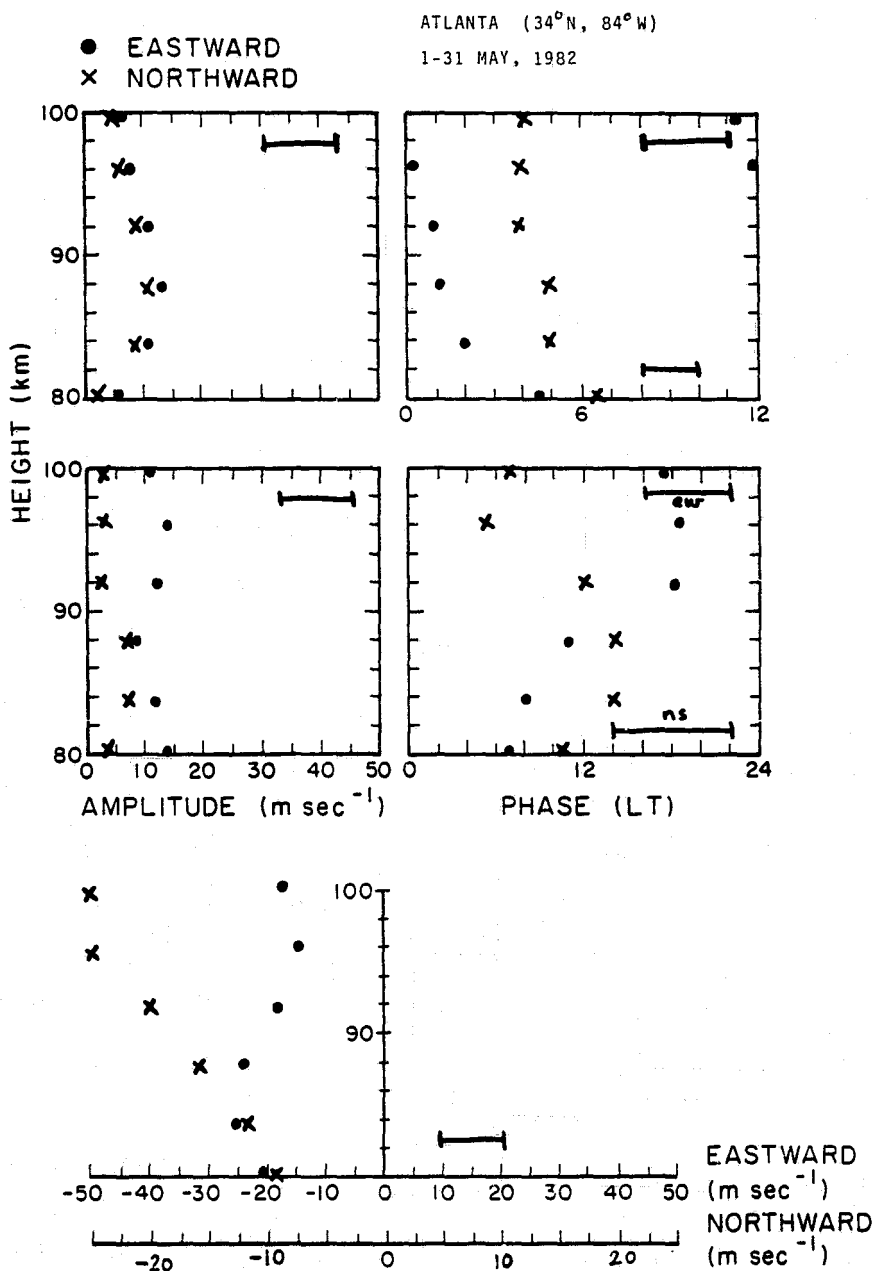 ATLANTA (34°N, 84°W)
1-31 MAY, 1982
● EASTWARD
× NORTHWARD
HEIGHT (km)
100
90
80
0 6 12
100
ew
90
ns
80
0 10 20 30 40 50
0 12 24
AMPLITUDE (m sec⁻¹)
PHASE (LT)
100
90
-50 -40 -30 -20 -10 0 10 20 30 40 50
EASTWARD
(m sec⁻¹)
-20 -10 0 10 20
NORTHWARD
(m sec⁻¹)